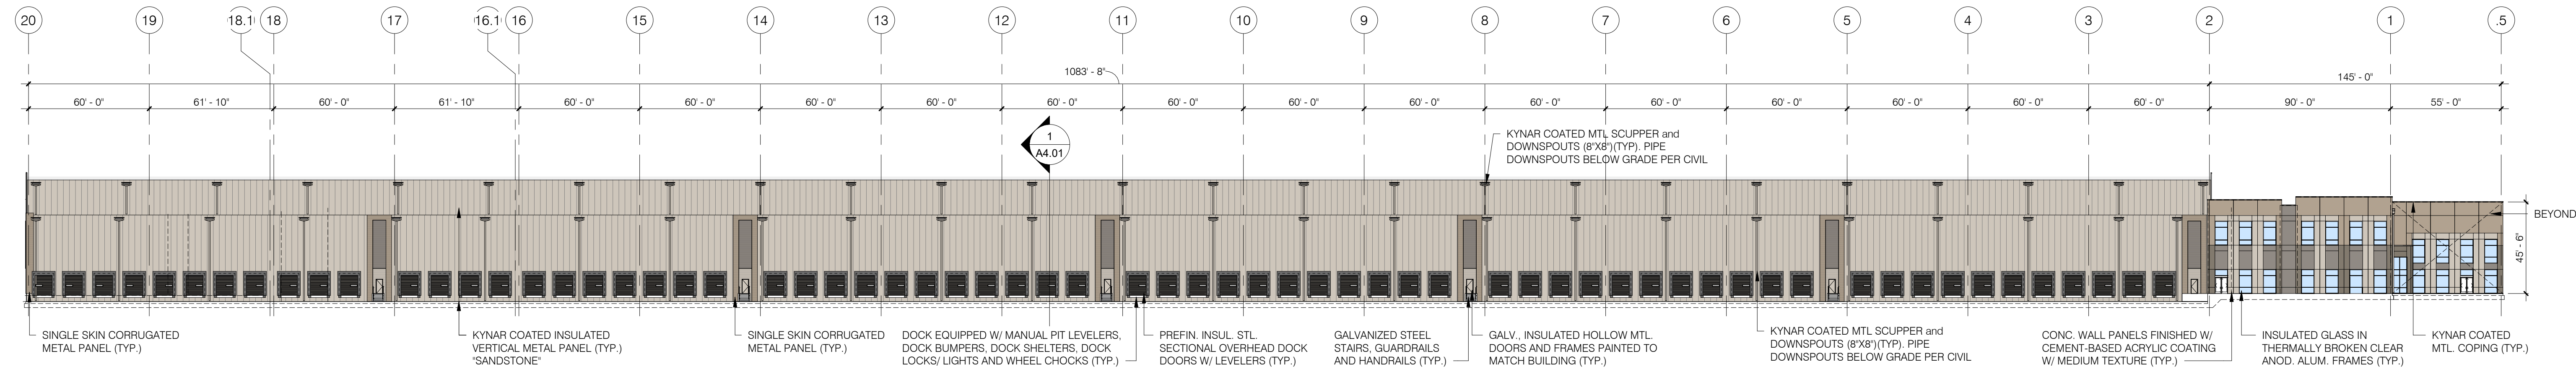 20 19 18.1 18 17 16.1 16 15 14 13 12 11 10 9 8 7 6 5 4 3 2 1 .5
1083' - 8"
145' - 0"
60' - 0" 61' - 10" 60' - 0" 61' - 10" 60' - 0" 60' - 0" 60' - 0" 60' - 0" 60' - 0" 60' - 0" 60' - 0" 60' - 0" 60' - 0" 60' - 0" 60' - 0" 60' - 0" 60' - 0" 60' - 0" 90' - 0" 55' - 0"
1
A4.01
KYNAR COATED MTL SCUPPER and
DOWNSPOUTS (8"X8")(TYP). PIPE
DOWNSPOUTS BELOW GRADE PER CIVIL
BEYOND
45' - 6"
SINGLE SKIN CORRUGATED
METAL PANEL (TYP.)
KYNAR COATED INSULATED
VERTICAL METAL PANEL (TYP.)
"SANDSTONE"
SINGLE SKIN CORRUGATED
METAL PANEL (TYP.)
DOCK EQUIPPED W/ MANUAL PIT LEVELERS,
DOCK BUMPERS, DOCK SHELTERS, DOCK
LOCKS/ LIGHTS AND WHEEL CHOCKS (TYP.)
PREFIN. INSUL. STL.
SECTIONAL OVERHEAD DOCK
DOORS W/ LEVELERS (TYP.)
GALVANIZED STEEL
STAIRS, GUARDRAILS
AND HANDRAILS (TYP.)
GALV., INSULATED HOLLOW MTL.
DOORS AND FRAMES PAINTED TO
MATCH BUILDING (TYP.)
KYNAR COATED MTL SCUPPER and
DOWNSPOUTS (8"X8")(TYP). PIPE
DOWNSPOUTS BELOW GRADE PER CIVIL
CONC. WALL PANELS FINISHED W/
CEMENT-BASED ACRYLIC COATING
W/ MEDIUM TEXTURE (TYP.)
INSULATED GLASS IN
THERMALLY BROKEN CLEAR
ANOD. ALUM. FRAMES (TYP.)
KYNAR COATED
MTL. COPING (TYP.)